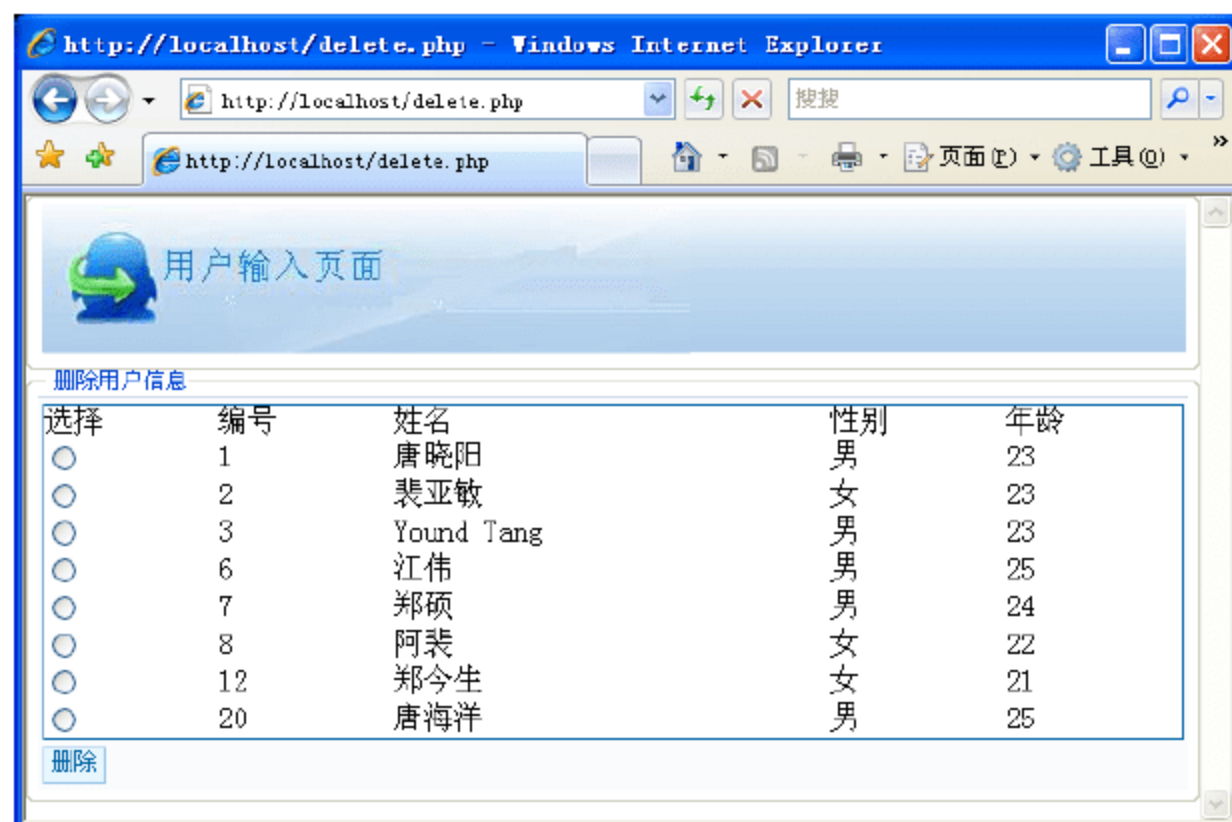 http://localhost/delete.php - Windows Internet Explorer
http://localhost/delete.php 搜搜
http://localhost/delete.php 页面(P) 工具(O) »
用户输入页面
删除用户信息
选择 编号 姓名 性别 年龄
1 唐晓阳 男 23
2 裴亚敏 女 23
3 Yound Tang 男 23
6 江伟 男 25
7 郑硕 男 24
8 阿裴 女 22
12 郑今生 女 21
20 唐海洋 男 25
删除